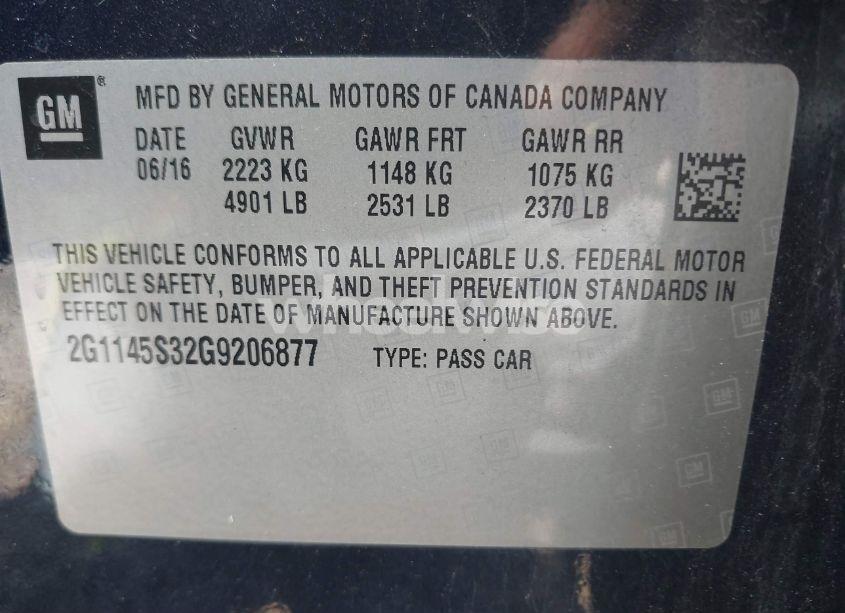 GM ® MFD BY GENERAL MOTORS OF CANADA COMPANY
DATE GVWR GAWR FRT GAWR RR
06/16 2223 KG 1148 KG 1075 KG
4901 LB 2531 LB 2370 LB
THIS VEHICLE CONFORMS TO ALL APPLICABLE U.S. FEDERAL MOTOR
VEHICLE SAFETY, BUMPER, AND THEFT PREVENTION STANDARDS IN
EFFECT ON THE DATE OF MANUFACTURE SHOWN ABOVE.
2G1145S32G9206877 TYPE: PASS CAR